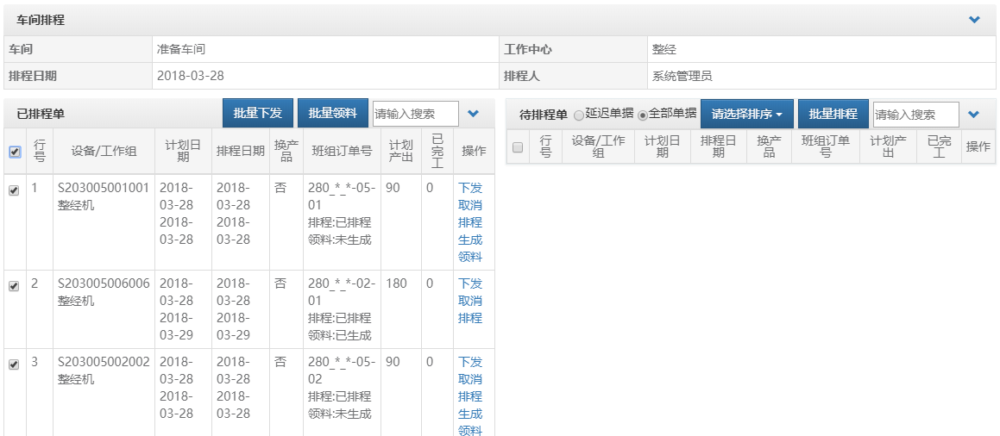 车间排程
车间 准备车间 工作中心 整经
排程日期 2018-03-28 排程人 系统管理员
已排程单 批量下发 批量领料 请输入搜索
行号 设备/工作组 计划日期 排程日期 换产品 班组订单号 计划产出 已完工 操作
1 S203005001001 2018- 2018- 否 280_*_*-05- 90 0 下发
整经机 03-28 03-28 01 取消
2018- 2018- 排程:已排程 排程
03-28 03-28 领料:未生成 生成
领料
2 S203005006006 2018- 2018- 否 280_*_*-02- 180 0 下发
整经机 03-28 03-28 01 取消
2018- 2018- 排程:已排程 排程
03-29 03-29 领料:已生成
3 S203005002002 2018- 2018- 否 280_*_*-05- 90 0 下发
整经机 03-28 03-28 02 取消
2018- 2018- 排程:已排程 排程
03-28 03-28 领料:未生成 生成
领料
待排程单 延迟单据 全部单据 请选择排序 批量排程 请输入搜索
行号 设备/工作组 计划日期 排程日期 换产品 班组订单号 计划产出 已完工 操作